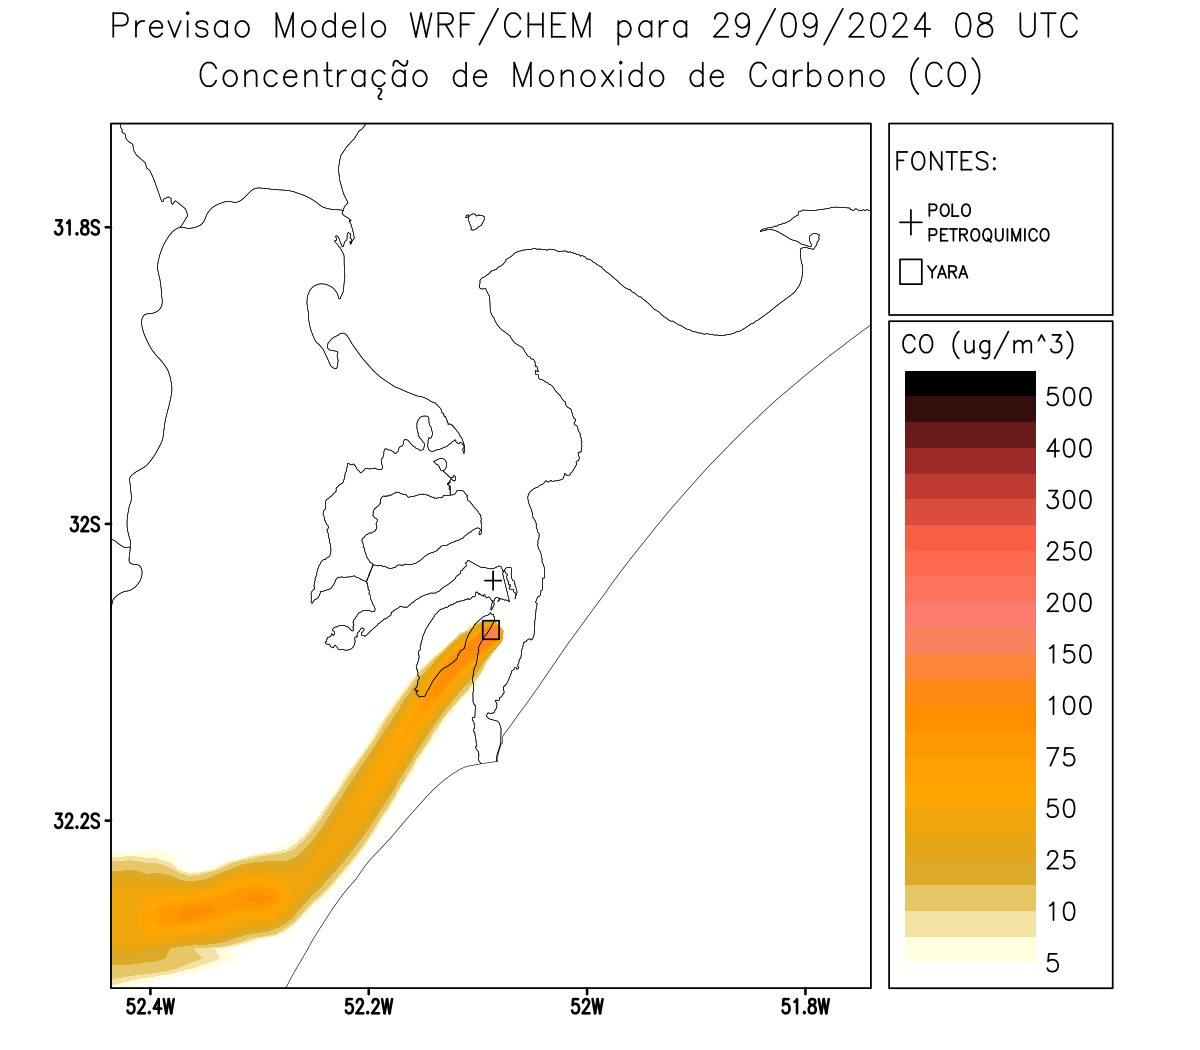 Previsao Modelo WRF/CHEM para 29/09/2024 08 UTC
Concentração de Monoxido de Carbono (CO)
FONTES:
POLO
PETROQUIMICO
YARA
CO (ug/m^3)
500
400
300
250
200
150
100
75
50
25
10
5
31.8S
32S
32.2S
52.4W
52.2W
52W
51.8W